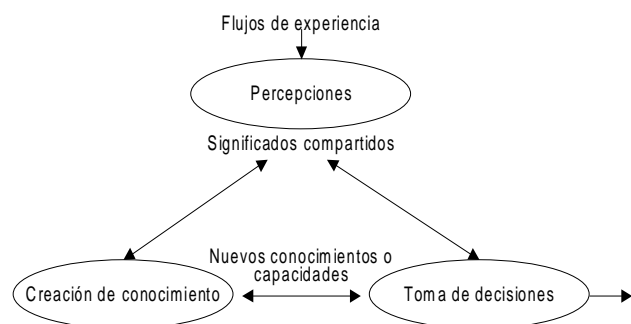 Flujos de experiencia
Percepciones
Significados compartidos
Nuevos conocimientos o
capacidades
Creación de conocimiento
Toma de decisiones